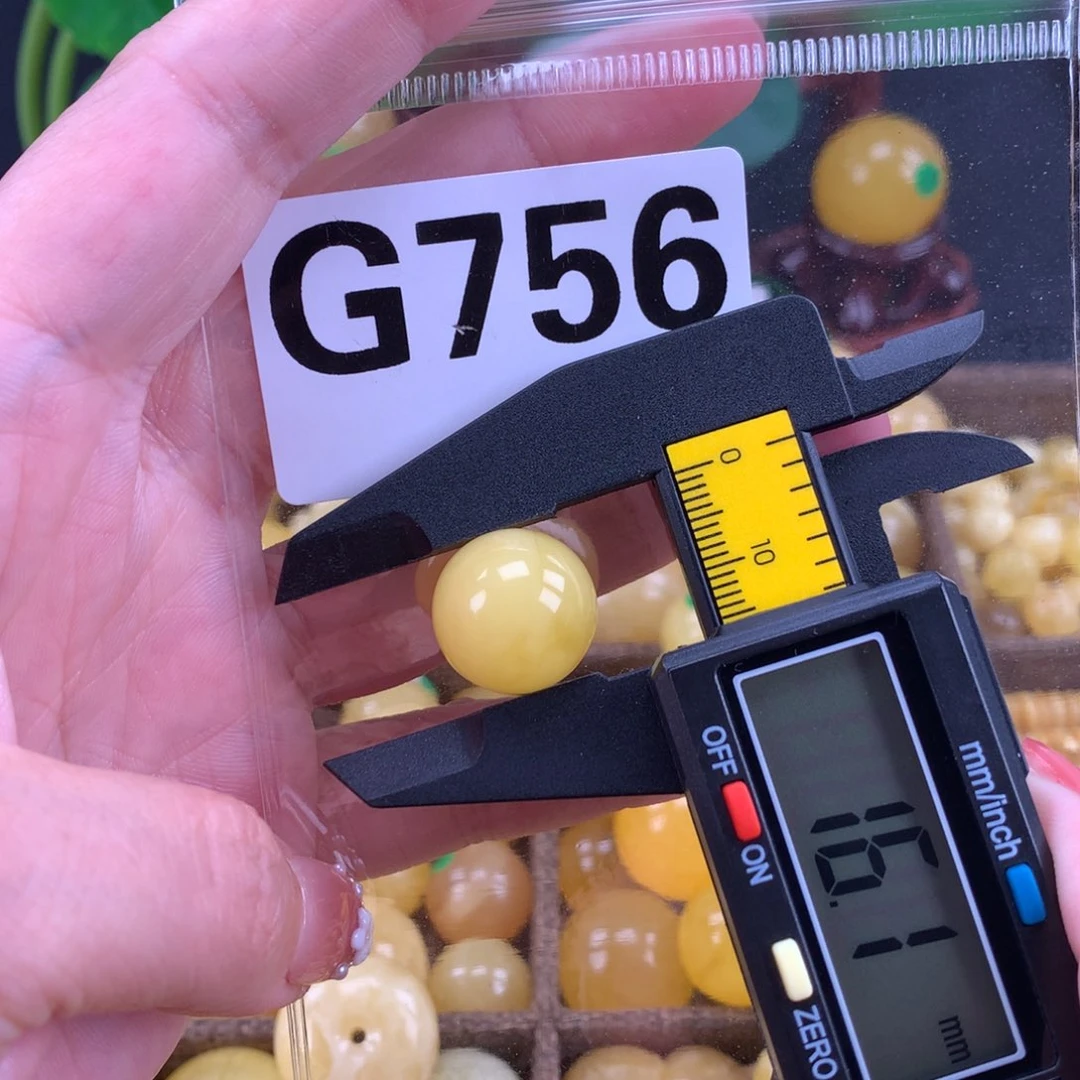 G756
0
10
OFF
ON
mm/inch
ZERO
16.1
mm